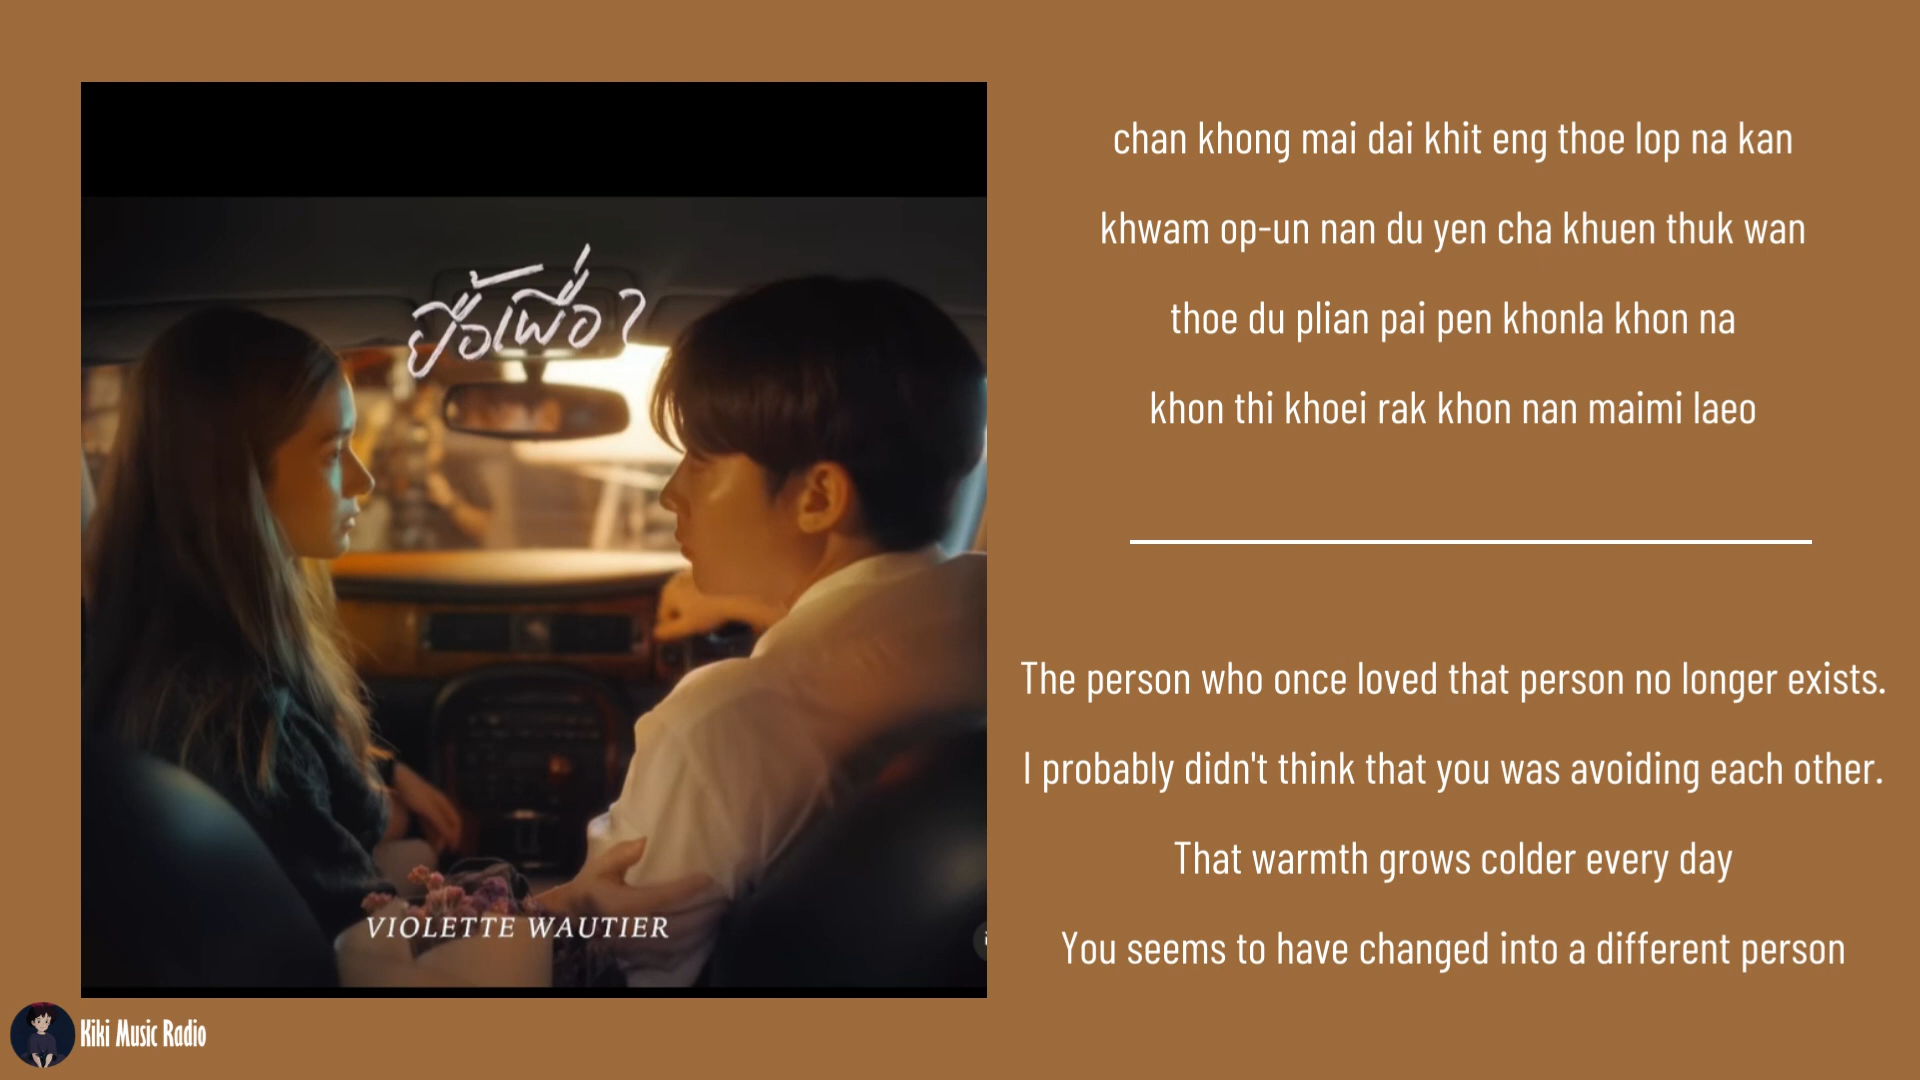 ยื้อเผื่อ?
VIOLETTE WAUTIER
Kiki Music Radio
chan khong mai dai khit eng thoe lop na kan
khwam op-un nan du yen cha khuen thuk wan
thoe du plian pai pen khonla khon na
khon thi khoei rak khon nan maimi laeo
The person who once loved that person no longer exists.
I probably didn't think that you was avoiding each other.
That warmth grows colder every day
You seems to have changed into a different person